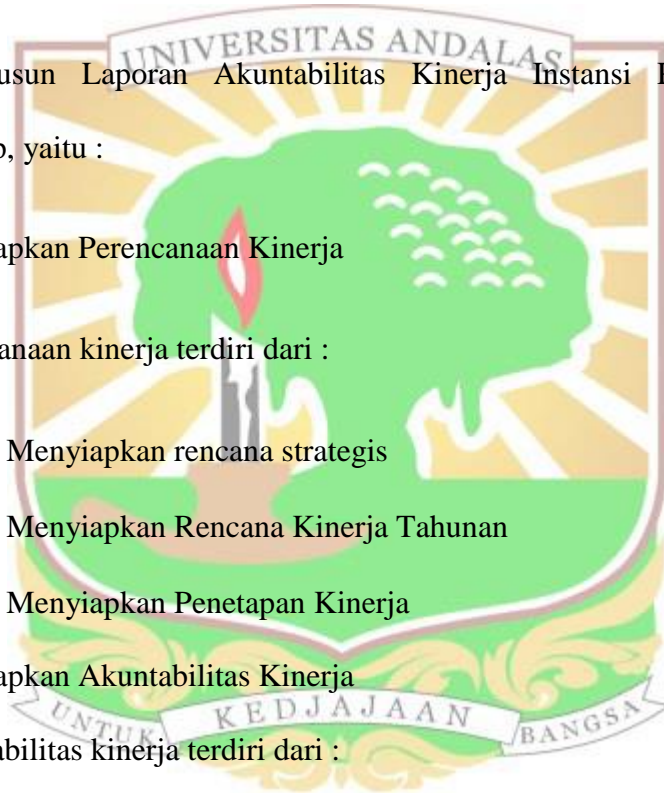 UNIVERSITAS ANDALAS
usun Laporan Akuntabilitas Kinerja Instansi
, yaitu :
apkan Perencanaan Kinerja
anaan kinerja terdiri dari :
Menyiapkan rencana strategis
Menyiapkan Rencana Kinerja Tahunan
Menyiapkan Penetapan Kinerja
apkan Akuntabilitas Kinerja
UNTUK KEDJAJAAN BANGSA
abilitas kinerja terdiri dari :